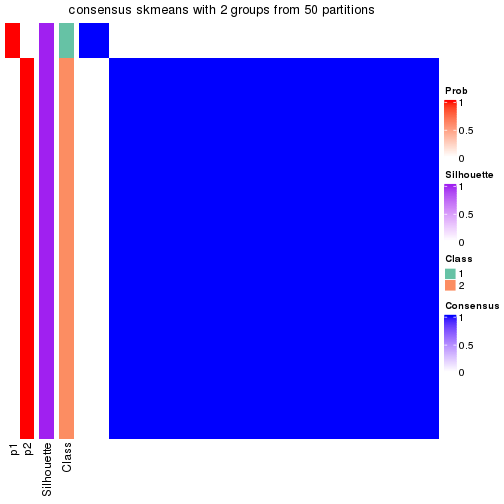 consensus skmeans with 2 groups from 50 partitions
Prob
1
0.5
0
Silhouette
1
0.5
0
Class
1
2
Consensus
1
0.5
0
p1
p2
Silhouette
Class